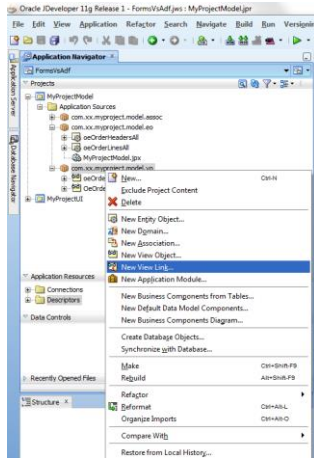 Oracle JDeveloper 11g Release 1 - FormsVsAdf.jws : MyProjectModel.jpr
File Edit View Application Refactor Search Navigate Build Run Versionin
Application Navigator
FormsVsAdf
Projects
MyProjectModel
Application Sources
com.xx.myproject.model.assoc
com.xx.myproject.model.eo
oeOrderHeadersAll
oeOrderLinesAll
MyProjectModel.jpx
com.xx.myproject.model.vo
oeOrde
OeOrde
MyProjectUI
New... Ctrl-N
Exclude Project Content
Delete
New Entity Object...
New Domain...
New Association...
New View Object...
New View Link...
New Application Module...
New Business Components from Tables...
New Default Data Model Components...
New Business Components Diagram...
Create Database Objects...
Synchronize with Database...
Make Ctrl+Shift-F9
Rebuild Alt+Shift-F9
Refactor
Reformat Ctrl+Alt-L
Organize Imports Ctrl+Alt-O
Compare With
Restore from Local History...
Application Resources
Connections
Descriptors
Data Controls
Recently Opened Files
Structure
Application Server
Database Navigator